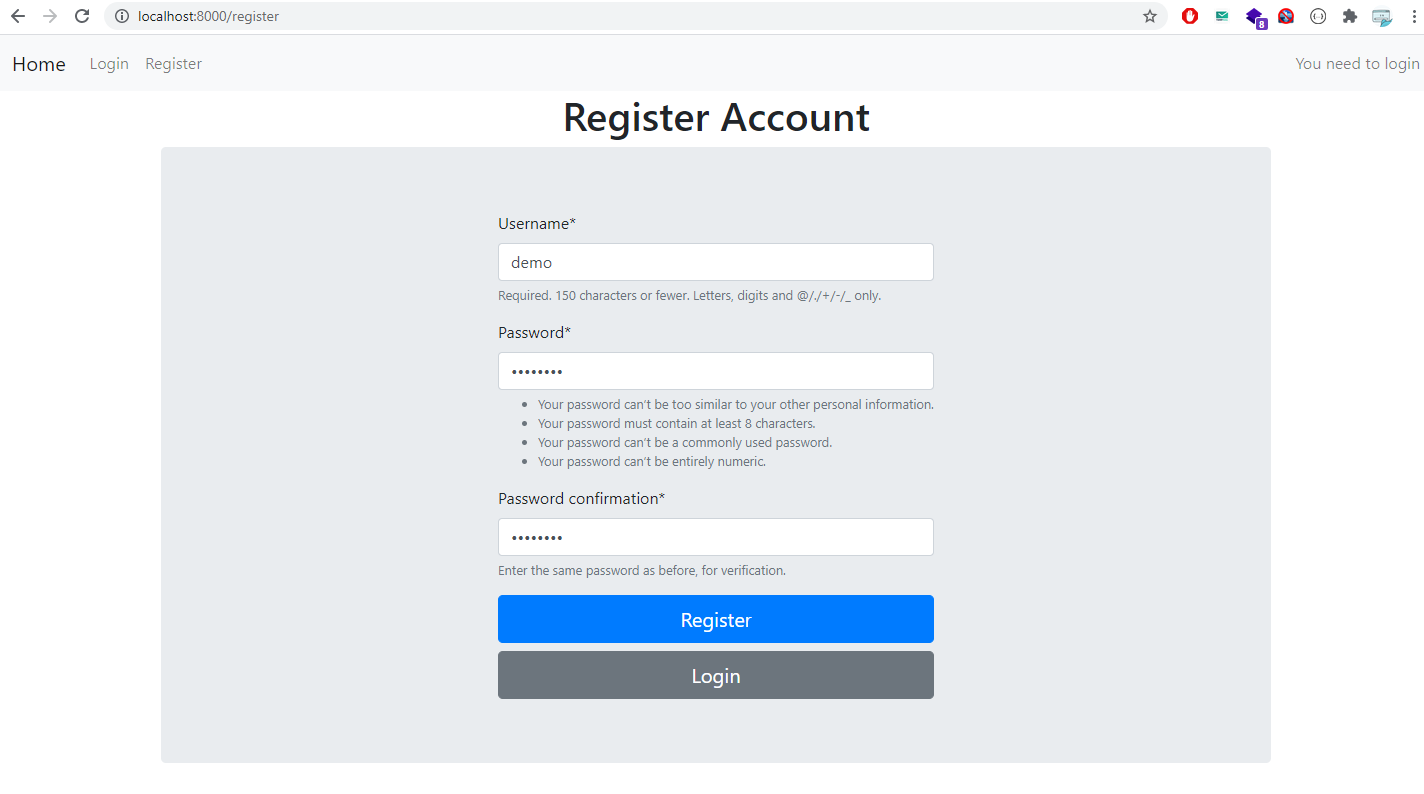 localhost:8000/register
8
Home Login Register You need to login
Register Account
Username*
demo
Required. 150 characters or fewer. Letters, digits and @/./+/-/_ only.
Password*
••••••••
• Your password can't be too similar to your other personal information.
• Your password must contain at least 8 characters.
• Your password can't be a commonly used password.
• Your password can't be entirely numeric.
Password confirmation*
••••••••
Enter the same password as before, for verification.
Register
Login